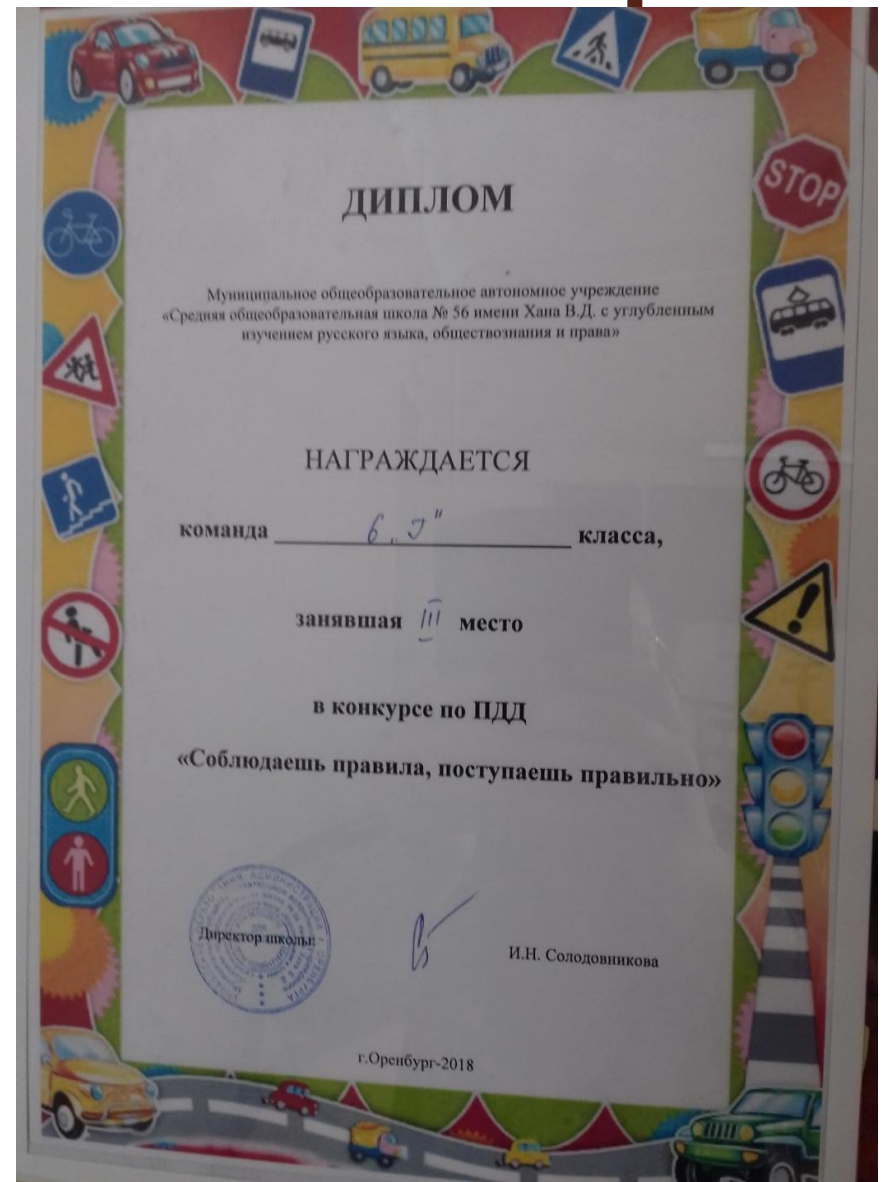 STOP
ДИПЛОМ
Муниципальное общеобразовательное автономное учреждение
«Средняя общеобразовательная школа № 56 имени Хана В.Д. с углубленным
изучением русского языка, обществознания и права»
НАГРАЖДАЕТСЯ
команда 6 „ " класса,
занявшая III место
в конкурсе по ПДД
«Соблюдаешь правила, поступаешь правильно»
Директор школы:
И.Н. Солодовникова
г.Оренбург-2018